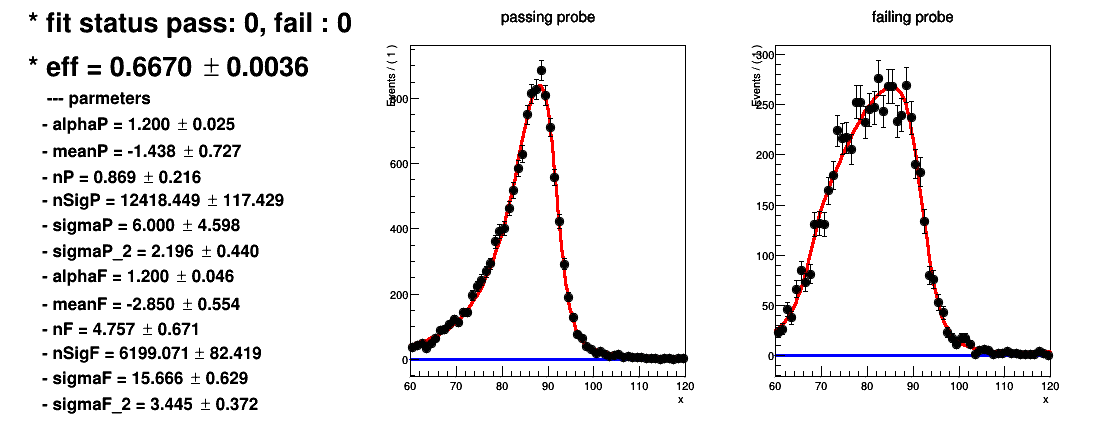 * fit status pass: 0, fail : 0
* eff = 0.6670 ± 0.0036
--- parmeters
- alphaP = 1.200 ± 0.025
- meanP = -1.438 ± 0.727
- nP = 0.869 ± 0.216
- nSigP = 12418.449 ± 117.429
- sigmaP = 6.000 ± 4.598
- sigmaP_2 = 2.196 ± 0.440
- alphaF = 1.200 ± 0.046
- meanF = -2.850 ± 0.554
- nF = 4.757 ± 0.671
- nSigF = 6199.071 ± 82.419
- sigmaF = 15.666 ± 0.629
- sigmaF_2 = 3.445 ± 0.372
passing probe
Events / ( 1 )
800
600
400
200
0
60 70 80 90 100 110 120
x
failing probe
Events / ( 1 )
300
250
200
150
100
50
0
60 70 80 90 100 110 120
x